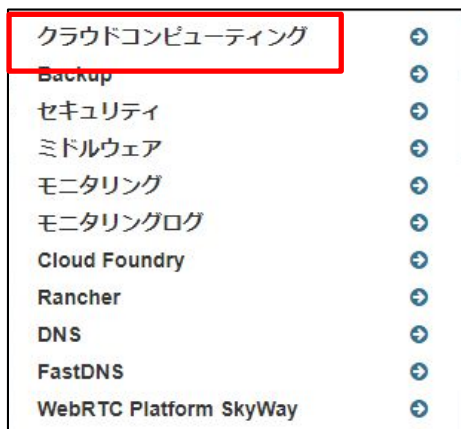 クラウドコンピューティング
Backup
セキュリティ
ミドルウェア
モニタリング
モニタリングログ
Cloud Foundry
Rancher
DNS
FastDNS
WebRTC Platform SkyWay